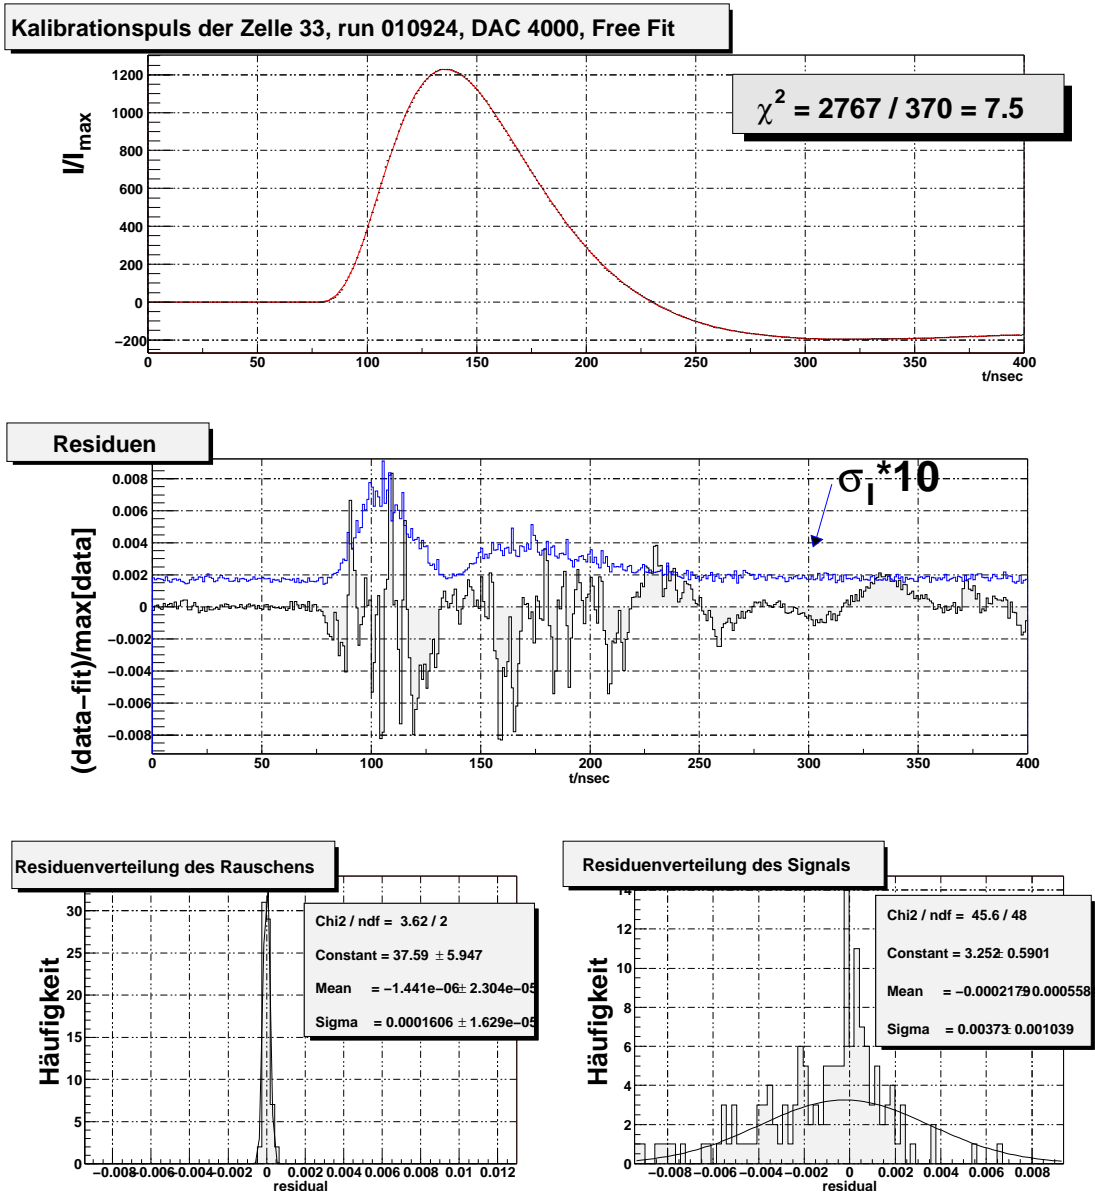 Kalibrationspuls der Zelle 33, run 010924, DAC 4000, Free Fit
χ² = 2767 / 370 = 7.5
I/I_max
1200
1000
800
600
400
200
0
−200
0 50 100 150 200 250 300 350 400
t/nsec
Residuen
σ_I*10
(data−fit)/max[data]
0.008
0.006
0.004
0.002
0
−0.002
−0.004
−0.006
−0.008
0 50 100 150 200 250 300 350 400
t/nsec
Residuenverteilung des Rauschens
Chi2 / ndf = 3.62 / 2
Constant = 37.59 ± 5.947
Mean = −1.441e−06 ± 2.304e−05
Sigma = 0.0001606 ± 1.629e−05
Häufigkeit
30
25
20
15
10
5
0
−0.008 −0.006 −0.004 −0.002 0 0.002 0.004 0.006 0.008 0.01 0.012
residual
Residuenverteilung des Signals
Chi2 / ndf = 45.6 / 48
Constant = 3.252 ± 0.5901
Mean = −0.0002179 0.000558
Sigma = 0.00373 ± 0.001039
Häufigkeit
14
12
10
8
6
4
2
0
−0.008 −0.006 −0.004 −0.002 0 0.002 0.004 0.006 0.008
residual